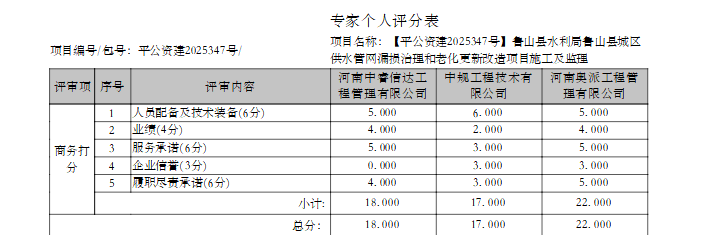 专家个人评分表
项目编号/包号：平公资建2025347号/
项目名称：【平公资建2025347号】鲁山县水利局鲁山县城区
供水管网漏损治理和老化更新改造项目施工及监理
评审项 序号 评审内容 河南中睿信达工程管理有限公司 中规工程技术有限公司 河南奥派工程管理有限公司
商务打分
1 人员配备及技术装备(6分) 5.000 6.000 5.000
2 业绩(4分) 4.000 2.000 4.000
3 服务承诺(6分) 5.000 3.000 5.000
4 企业信誉(3分) 0.000 3.000 3.000
5 履职尽责承诺(6分) 4.000 3.000 5.000
小计: 18.000 17.000 22.000
总分: 18.000 17.000 22.000